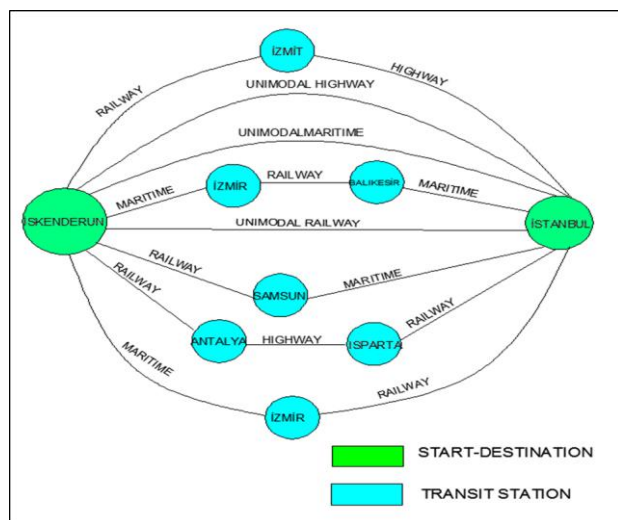 İZMİT
RAILWAY
HIGHWAY
UNIMODAL HIGHWAY
UNIMODALMARITIME
MARITIME
İZMİR
RAILWAY
BALIKESİR
MARITIME
İSKENDERUN
UNIMODAL RAILWAY
İSTANBUL
RAILWAY
SAMSUN
MARITIME
RAILWAY
ANTALYA
HIGHWAY
ISPARTA
RAILWAY
MARITIME
İZMİR
RAILWAY
START-DESTINATION
TRANSIT STATION